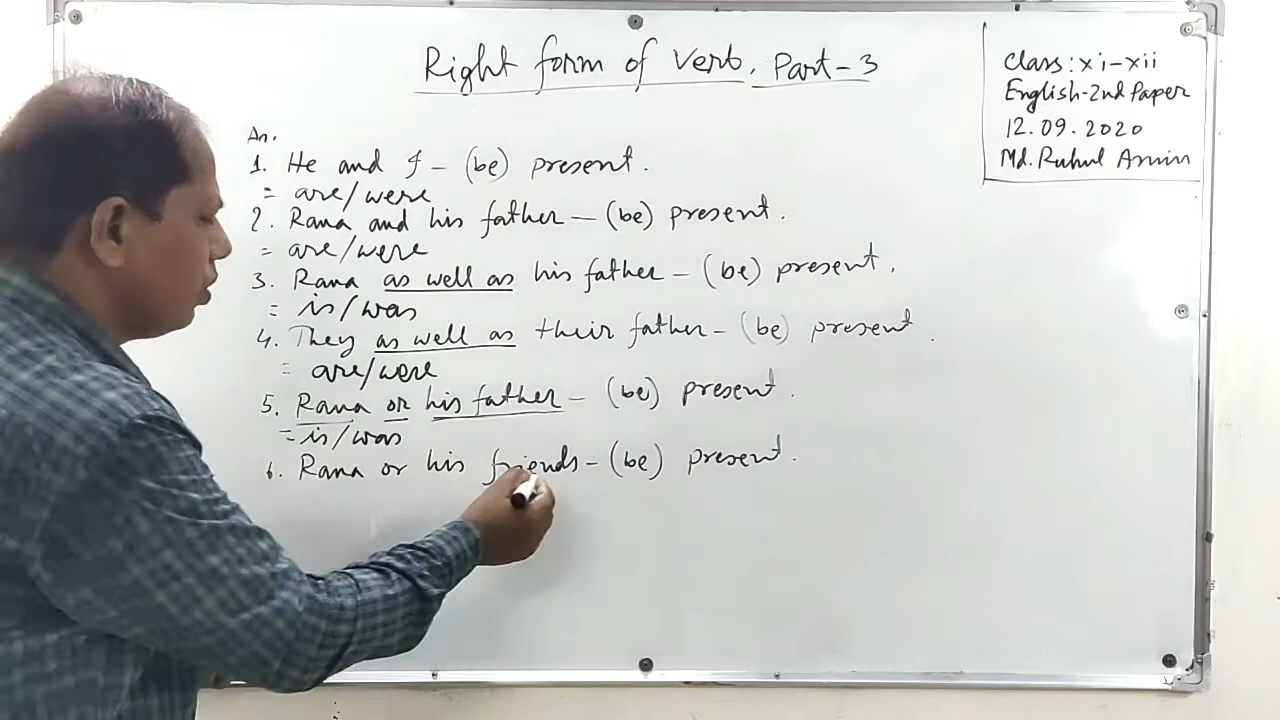 Right form of Verb, Part-3
Class: xi-xii
English-2nd Paper
12.09.2020
Md. Ruhul Amin
An.
1. He and I - (be) present.
= are/were
2. Rana and his father - (be) present.
= are/were
3. Rana as well as his father - (be) present.
= is/was
4. They as well as their father - (be) present.
= are/were
5. Rana or his father - (be) present.
= is/was
6. Rana or his friends - (be) present.